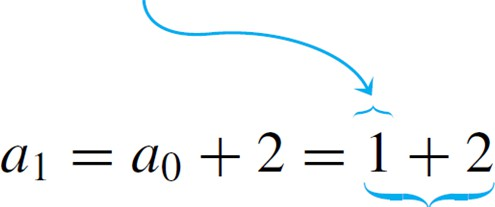 a₁ = a₀ + 2 = 1 + 2